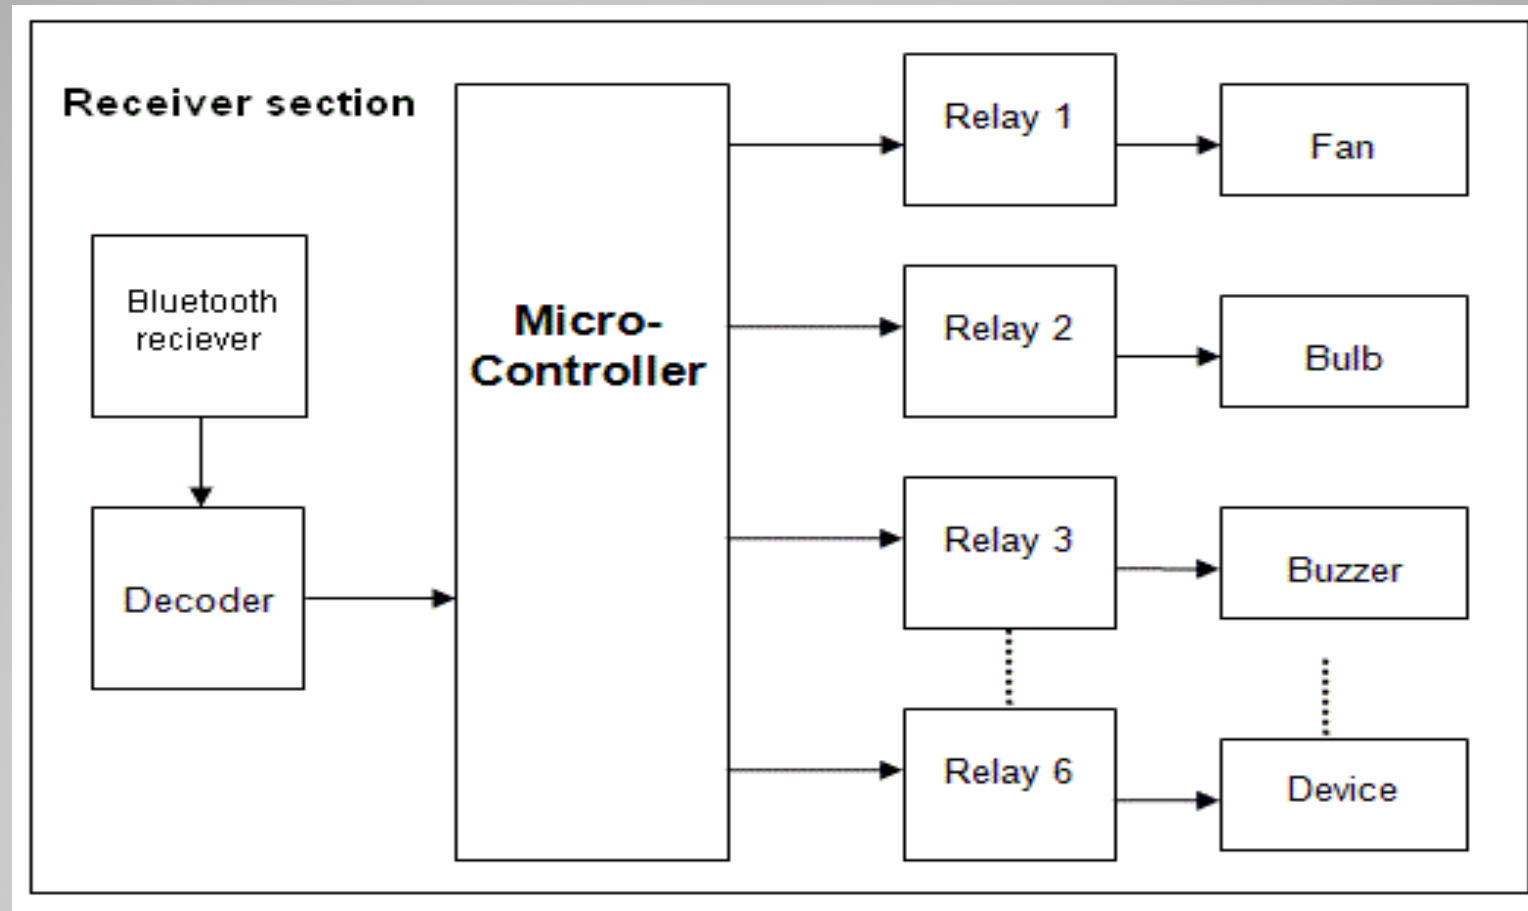 Receiver section
Bluetooth
reciever
Decoder
Micro-
Controller
Relay 1
Fan
Relay 2
Bulb
Relay 3
Buzzer
Relay 6
Device